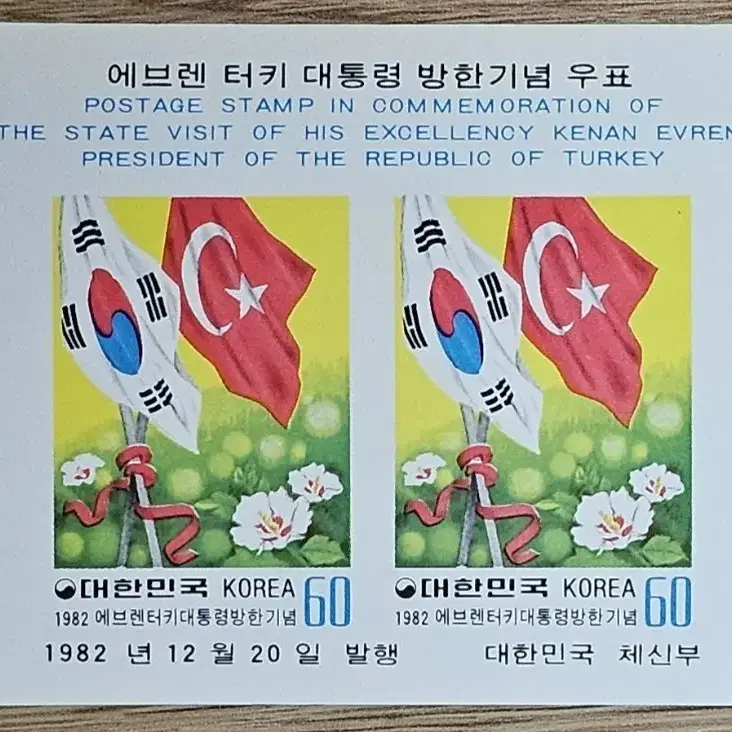 에브렌 터키 대통령 방한기념 우표
POSTAGE STAMP IN COMMEMORATION OF
THE STATE VISIT OF HIS EXCELLENCY KENAN EVREN
PRESIDENT OF THE REPUBLIC OF TURKEY
대한민국 KOREA 60
1982 에브렌터키대통령방한기념
대한민국 KOREA 60
1982 에브렌터키대통령방한기념
1982 년 12 월 20 일 발행
대한민국 체신부